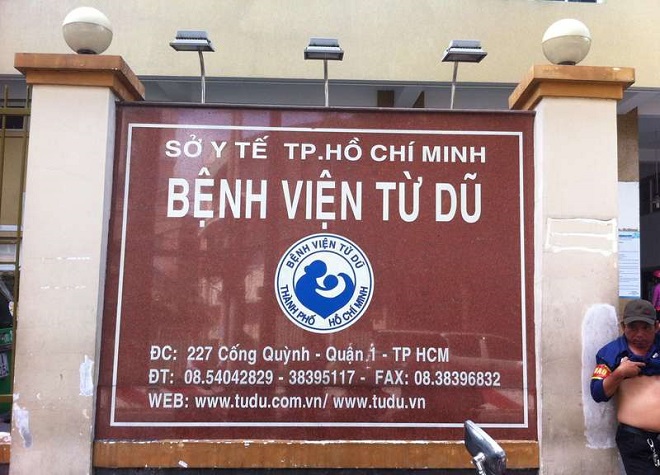 SỞ Y TẾ TP.HỒ CHÍ MINH
BỆNH VIỆN TỪ DŨ
BỆNH VIỆN TỪ DŨ
THÀNH PHỐ HỒ CHÍ MINH
ĐC: 227 Cống Quỳnh - Quận 1 - TP HCM
ĐT: 08.54042829 - 38395117 - FAX: 08.38396832
WEB: www.tudu.com.vn/ www.tudu.vn